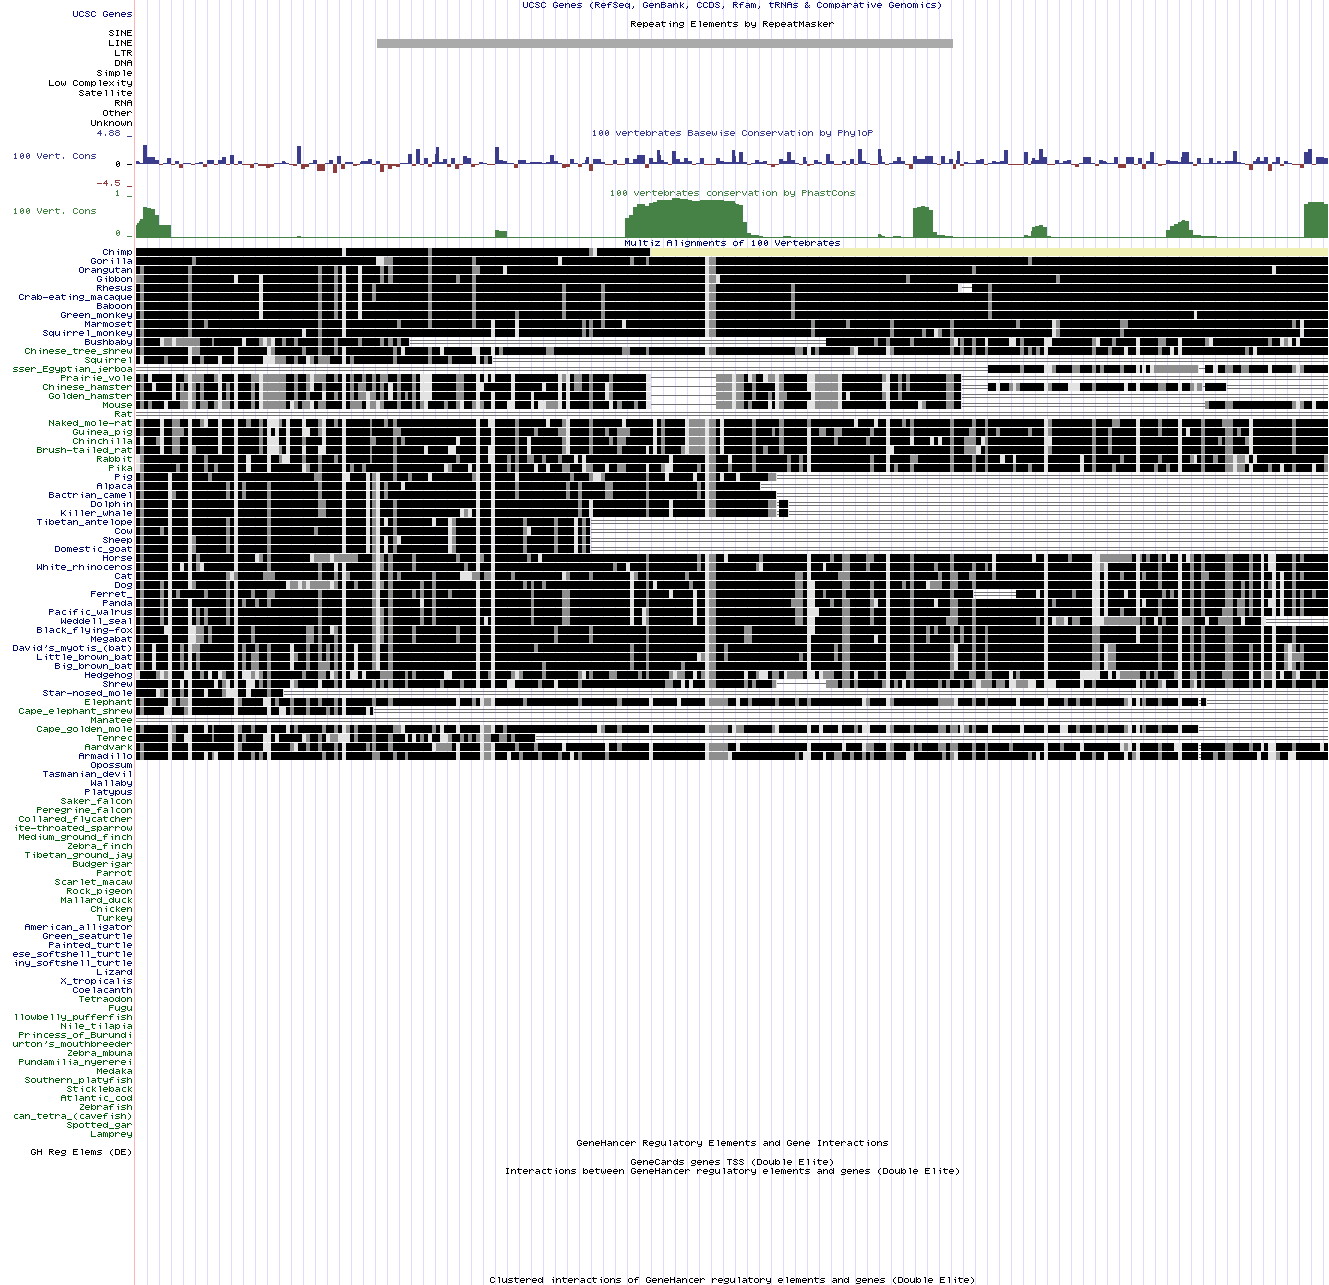 UCSC Genes (RefSeq, GenBank, CCDS, Rfam, tRNAs & Comparative Genomics)
UCSC Genes
Repeating Elements by RepeatMasker
SINE
LINE
LTR
DNA
Simple
Low Complexity
Satellite
RNA
Other
Unknown
100 vertebrates Basewise Conservation by PhyloP
4.88 _
100 Vert. Cons
0 _
-4.5 _
100 vertebrates conservation by PhastCons
1 _
100 Vert. Cons
0 _
Multiz Alignments of 100 Vertebrates
Chimp
Gorilla
Orangutan
Gibbon
Rhesus
Crab-eating_macaque
Baboon
Green_monkey
Marmoset
Squirrel_monkey
Bushbaby
Chinese_tree_shrew
Squirrel
sser_Egyptian_jerboa
Prairie_vole
Chinese_hamster
Golden_hamster
Mouse
Rat
Naked_mole-rat
Guinea_pig
Chinchilla
Brush-tailed_rat
Rabbit
Pika
Pig
Alpaca
Bactrian_camel
Dolphin
Killer_whale
Tibetan_antelope
Cow
Sheep
Domestic_goat
Horse
White_rhinoceros
Cat
Dog
Ferret_
Panda
Pacific_walrus
Weddell_seal
Black_flying-fox
Megabat
David's_myotis_(bat)
Little_brown_bat
Big_brown_bat
Hedgehog
Shrew
Star-nosed_mole
Elephant
Cape_elephant_shrew
Manatee
Cape_golden_mole
Tenrec
Aardvark
Armadillo
Opossum
Tasmanian_devil
Wallaby
Platypus
Saker_falcon
Peregrine_falcon
Collared_flycatcher
ite-throated_sparrow
Medium_ground_finch
Zebra_finch
Tibetan_ground_jay
Budgerigar
Parrot
Scarlet_macaw
Rock_pigeon
Mallard_duck
Chicken
Turkey
American_alligator
Green_seaturtle
Painted_turtle
ese_softshell_turtle
iny_softshell_turtle
Lizard
X_tropicalis
Coelacanth
Tetraodon
Fugu
llowbelly_pufferfish
Nile_tilapia
Princess_of_Burundi
urton's_mouthbreeder
Zebra_mbuna
Pundamilia_nyererei
Medaka
Southern_platyfish
Stickleback
Atlantic_cod
Zebrafish
can_tetra_(cavefish)
Spotted_gar
Lamprey
GeneHancer Regulatory Elements and Gene Interactions
GH Reg Elems (DE)
GeneCards genes TSS (Double Elite)
Interactions between GeneHancer regulatory elements and genes (Double Elite)
Clustered interactions of GeneHancer regulatory elements and genes (Double Elite)